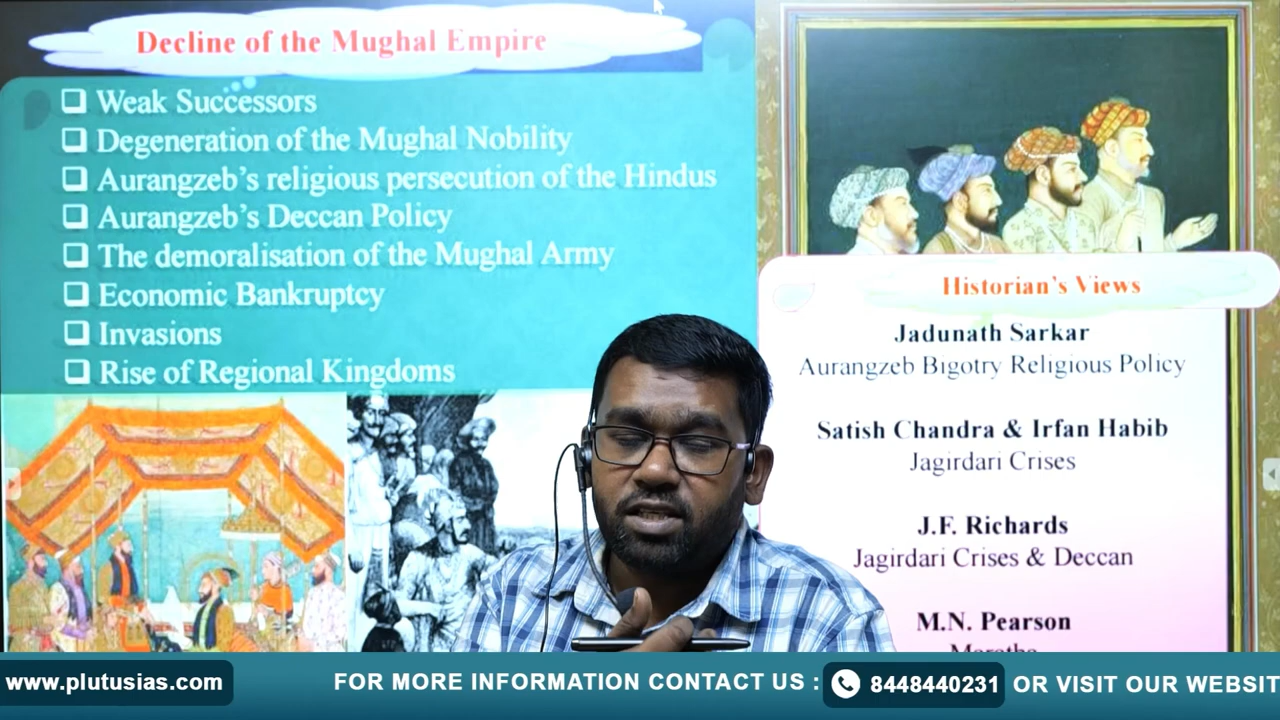 Decline of the Mughal Empire
Weak Successors
Degeneration of the Mughal Nobility
Aurangzeb's religious persecution of the Hindus
Aurangzeb's Deccan Policy
The demoralisation of the Mughal Army
Economic Bankruptcy
Invasions
Rise of Regional Kingdoms
Historian's Views
Jadunath Sarkar
Aurangzeb Bigotry Religious Policy
Satish Chandra & Irfan Habib
Jagirdari Crises
J.F. Richards
Jagirdari Crises & Deccan
M.N. Pearson
www.plutusias.com
FOR MORE INFORMATION CONTACT US :
8448440231
OR VISIT OUR WEBSIT